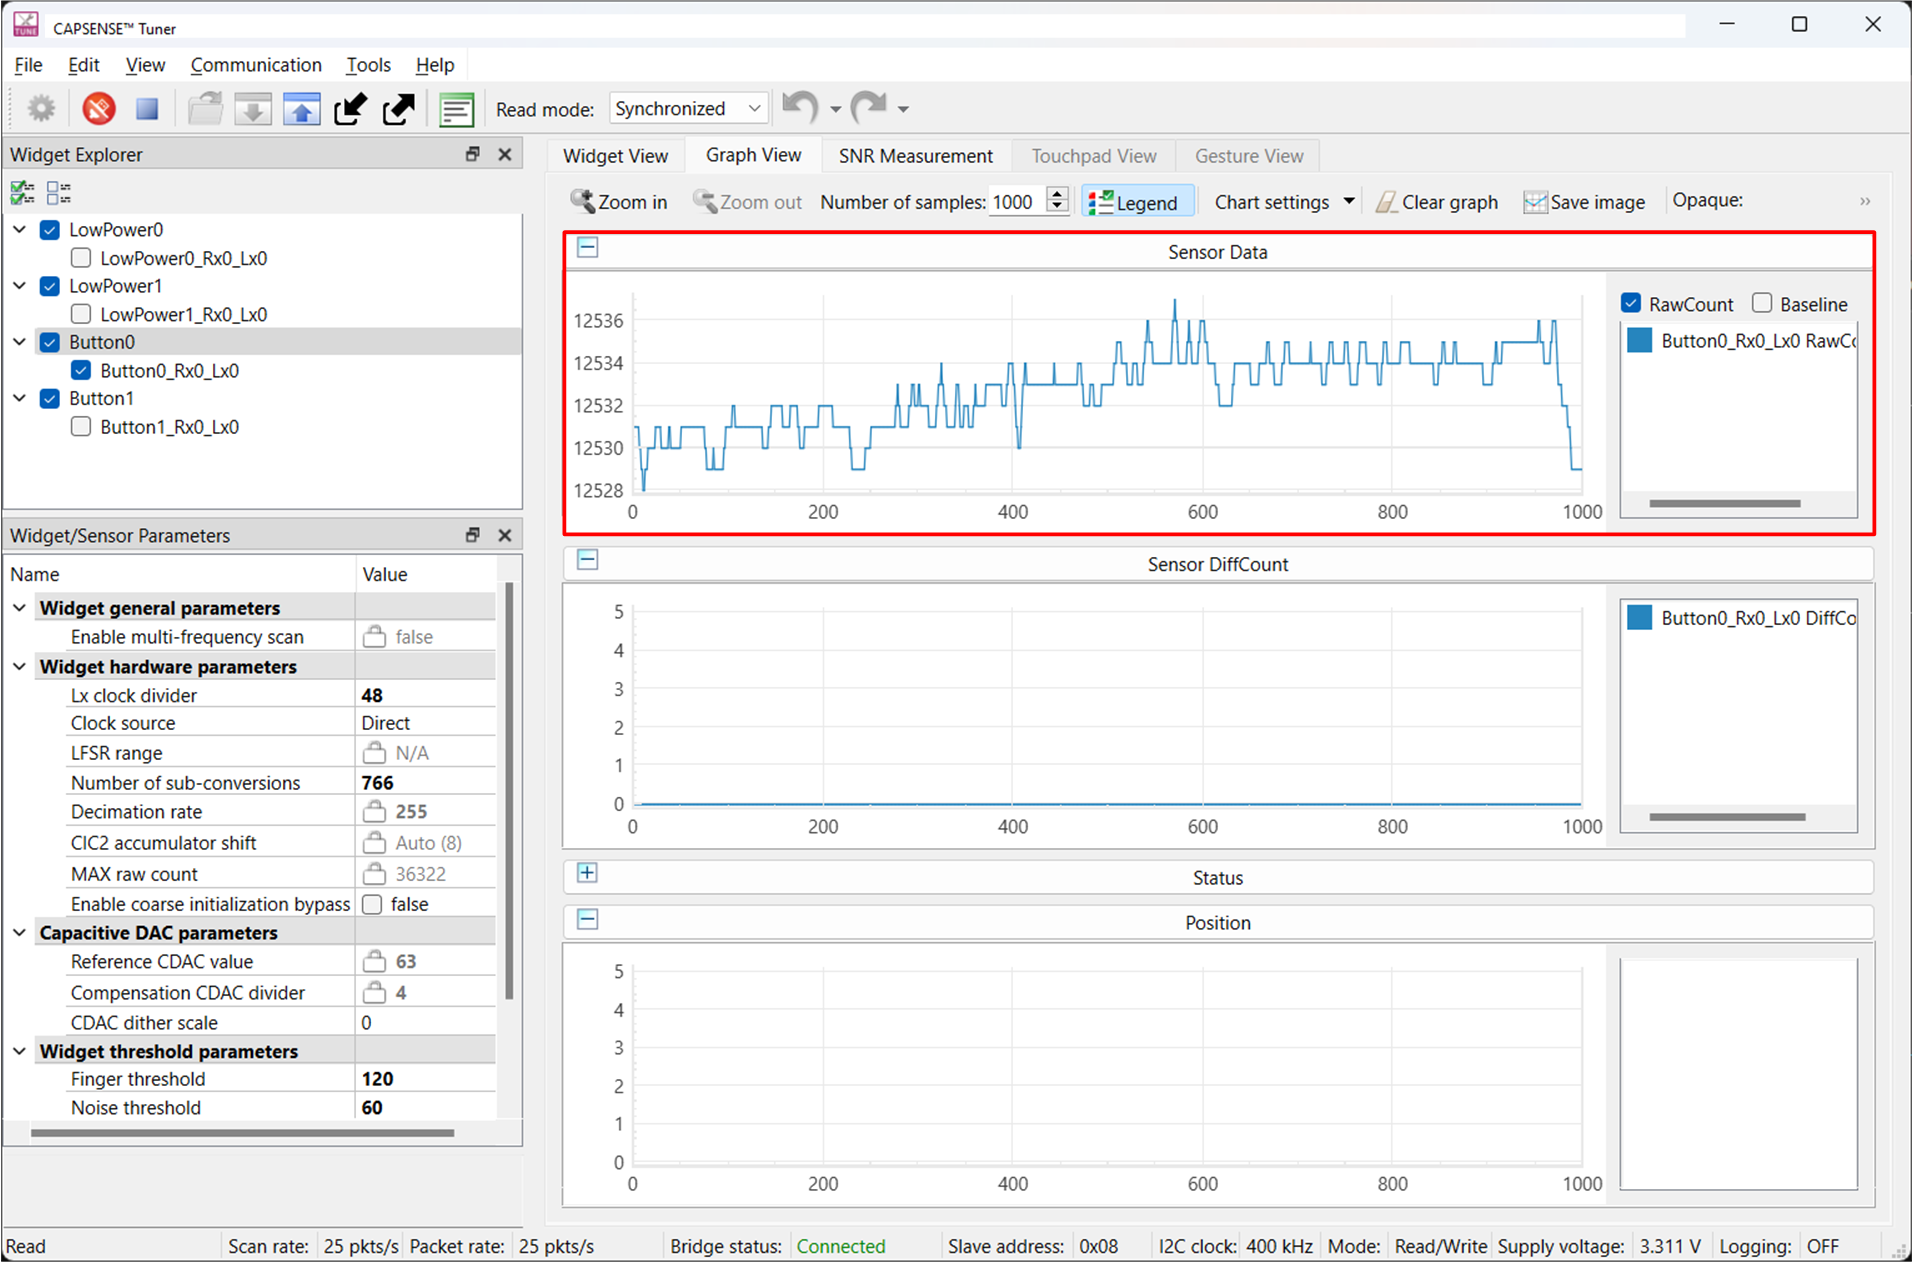 CAPSENSE™ Tuner
File Edit View Communication Tools Help
Read mode: Synchronized
Widget Explorer
LowPower0
LowPower0_Rx0_Lx0
LowPower1
LowPower1_Rx0_Lx0
Button0
Button0_Rx0_Lx0
Button1
Button1_Rx0_Lx0
Widget/Sensor Parameters
Name Value
Widget general parameters
Enable multi-frequency scan false
Widget hardware parameters
Lx clock divider 48
Clock source Direct
LFSR range N/A
Number of sub-conversions 766
Decimation rate 255
CIC2 accumulator shift Auto (8)
MAX raw count 36322
Enable coarse initialization bypass false
Capacitive DAC parameters
Reference CDAC value 63
Compensation CDAC divider 4
CDAC dither scale 0
Widget threshold parameters
Finger threshold 120
Noise threshold 60
Widget View Graph View SNR Measurement Touchpad View Gesture View
Zoom in Zoom out Number of samples: 1000 Legend Chart settings Clear graph Save image Opaque: »
Sensor Data
12536
12534
12532
12530
12528
0 200 400 600 800 1000
RawCount Baseline
Button0_Rx0_Lx0 RawCo
Sensor DiffCount
5
4
3
2
1
0
0 200 400 600 800 1000
Button0_Rx0_Lx0 DiffCo
Status
Position
5
4
3
2
1
0
0 200 400 600 800 1000
Read Scan rate: 25 pkts/s Packet rate: 25 pkts/s Bridge status: Connected Slave address: 0x08 I2C clock: 400 kHz Mode: Read/Write Supply voltage: 3.311 V Logging: OFF